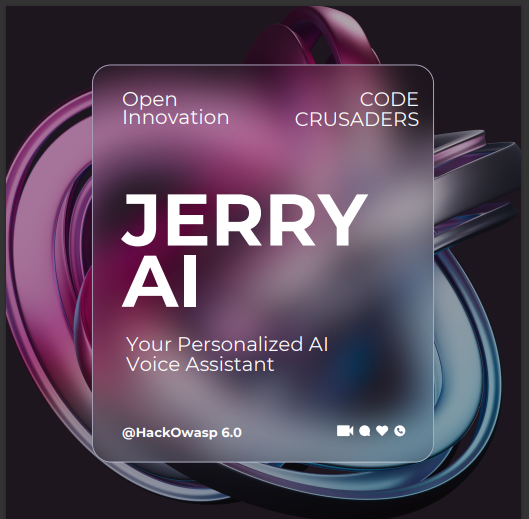 Open
Innovation
CODE
CRUSADERS
JERRY
AI
Your Personalized AI
Voice Assistant
@HackOwasp 6.0